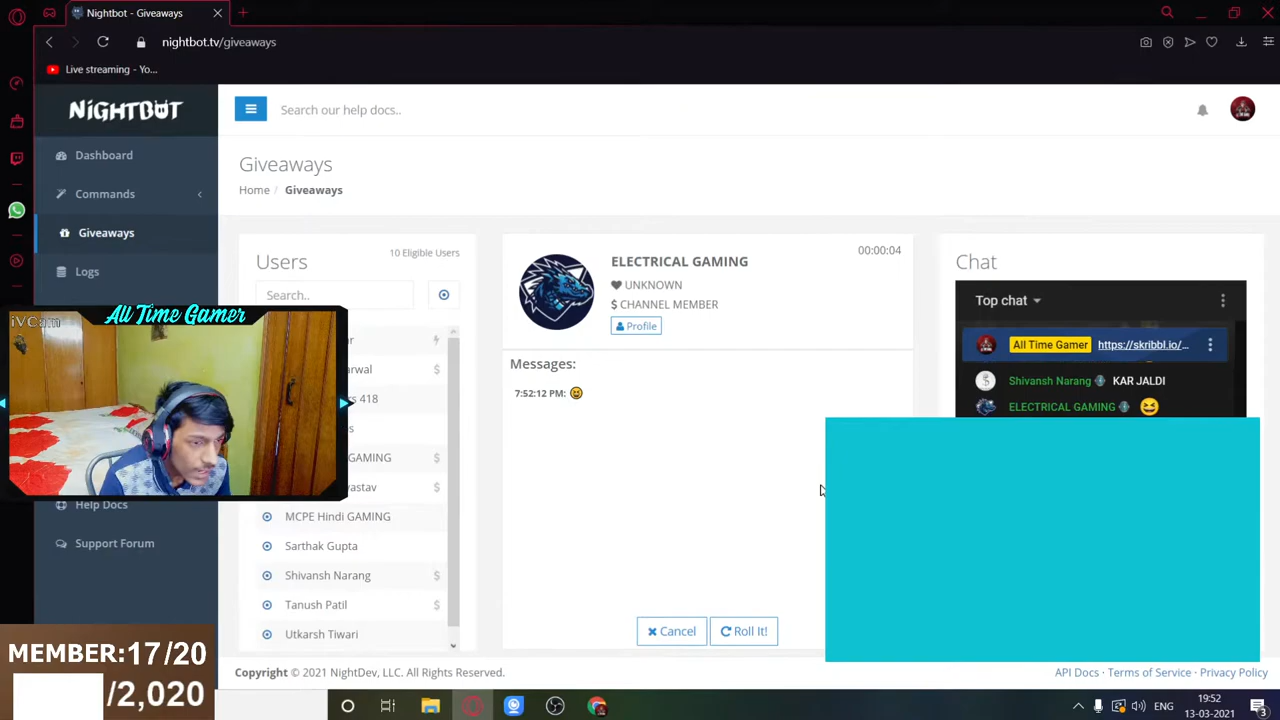 Nightbot - Giveaways
nightbot.tv/giveaways
Live streaming - Yo...
NIGHTBOT
Search our help docs..
Dashboard
Commands
Giveaways
Logs
Help Docs
Support Forum
Giveaways
Home / Giveaways
Users
10 Eligible Users
Search..
418
GAMING
MCPE Hindi GAMING
Sarthak Gupta
Shivansh Narang
Tanush Patil
Utkarsh Tiwari
ELECTRICAL GAMING
00:00:04
UNKNOWN
$ CHANNEL MEMBER
Profile
Messages:
7:52:12 PM:
Cancel
Roll It!
Chat
Top chat
All Time Gamer https://skribbl.io/...
Shivansh Narang KAR JALDI
ELECTRICAL GAMING
iVCam
All Time Gamer
MEMBER:17/20
/2,020
Copyright © 2021 NightDev, LLC. All Rights Reserved.
API Docs · Terms of Service · Privacy Policy
ENG
19:52
13-03-2021
3